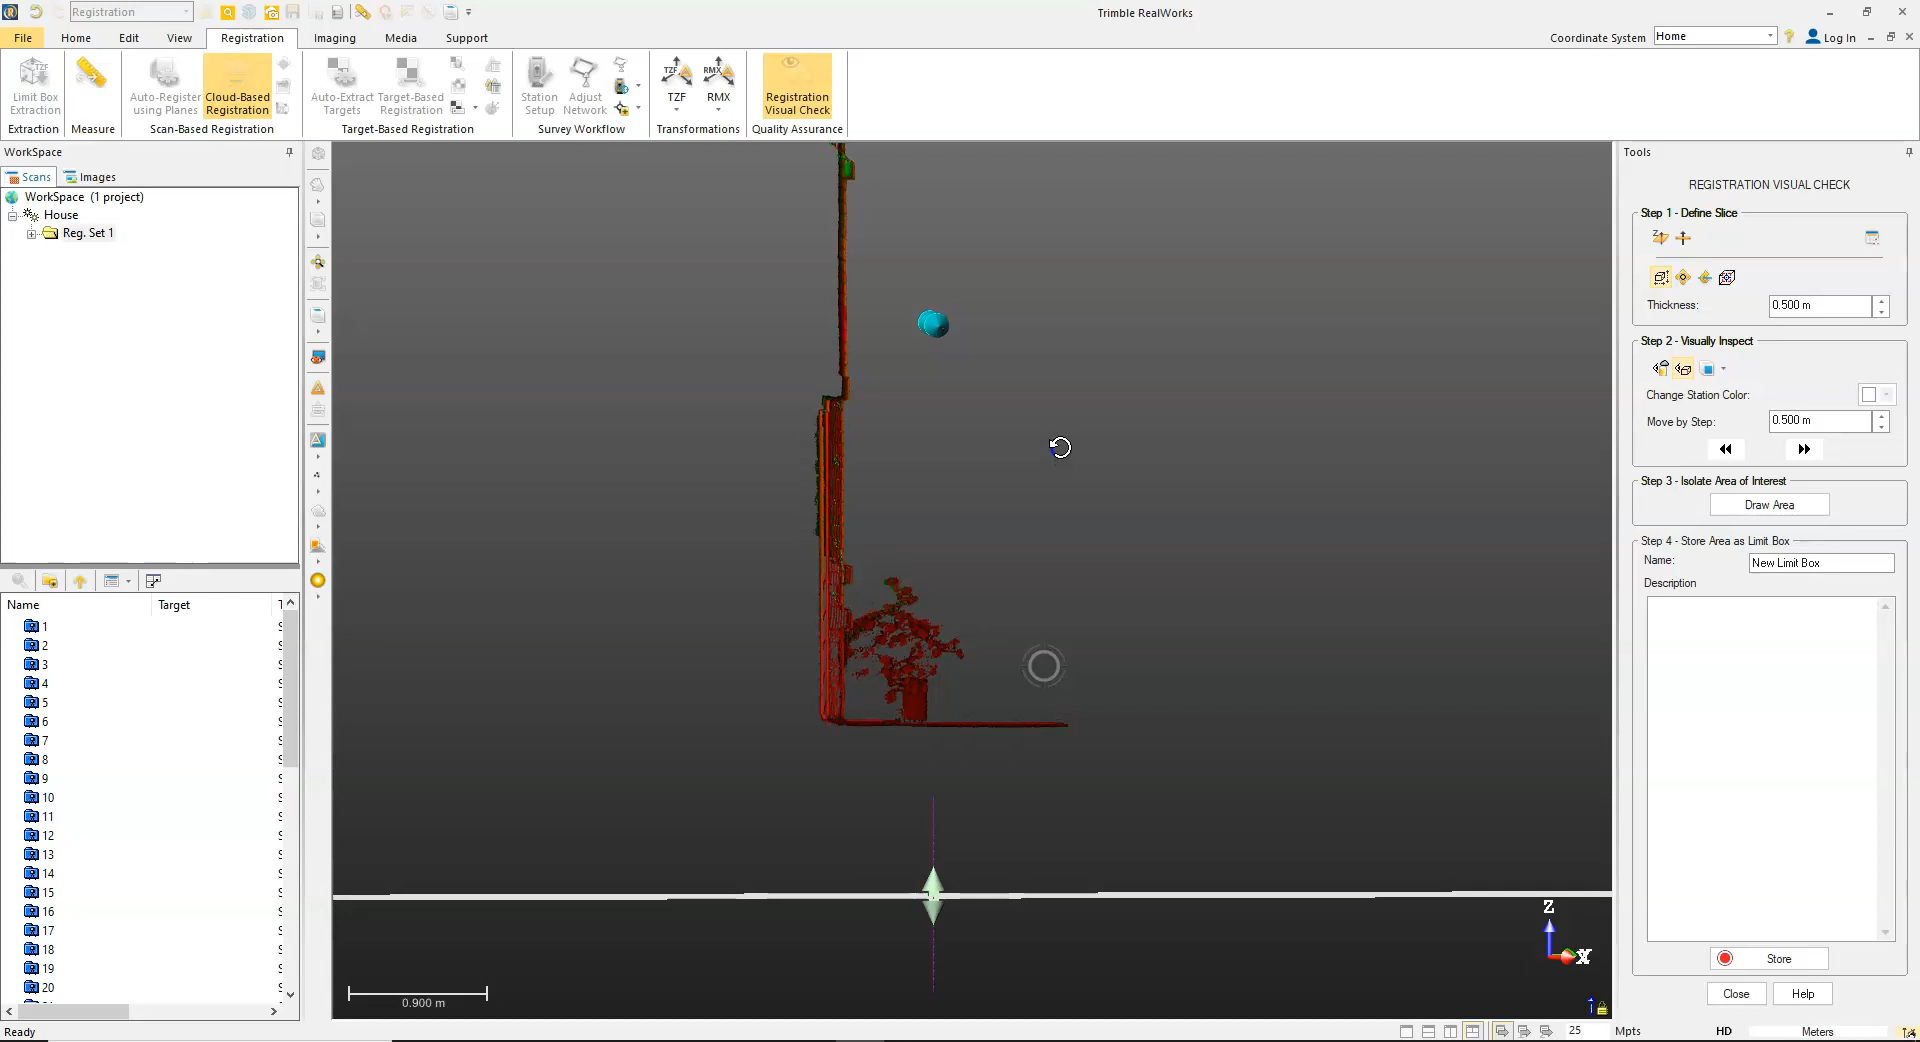 Registration
Trimble RealWorks
File
Home
Edit
View
Registration
Imaging
Media
Support
Coordinate System
Home
Log In
TZF
Limit Box
Extraction
Auto-Register
using Planes
Cloud-Based
Registration
Auto-Extract
Targets
Target-Based
Registration
Station
Setup
Adjust
Network
TZF
TZF
RMX
RMX
Registration
Visual Check
Extraction
Measure
Scan-Based Registration
Target-Based Registration
Survey Workflow
Transformations
Quality Assurance
WorkSpace
Scans
Images
WorkSpace (1 project)
House
Reg. Set 1
Name
Target
1
2
3
4
5
6
7
8
9
10
11
12
13
14
15
16
17
18
19
20
0.900 m
Z
X
Tools
REGISTRATION VISUAL CHECK
Step 1 - Define Slice
Thickness:
0.500 m
Step 2 - Visually Inspect
Change Station Color:
Move by Step:
0.500 m
Step 3 - Isolate Area of Interest
Draw Area
Step 4 - Store Area as Limit Box
Name:
New Limit Box
Description
Store
Close
Help
Ready
25
Mpts
HD
Meters